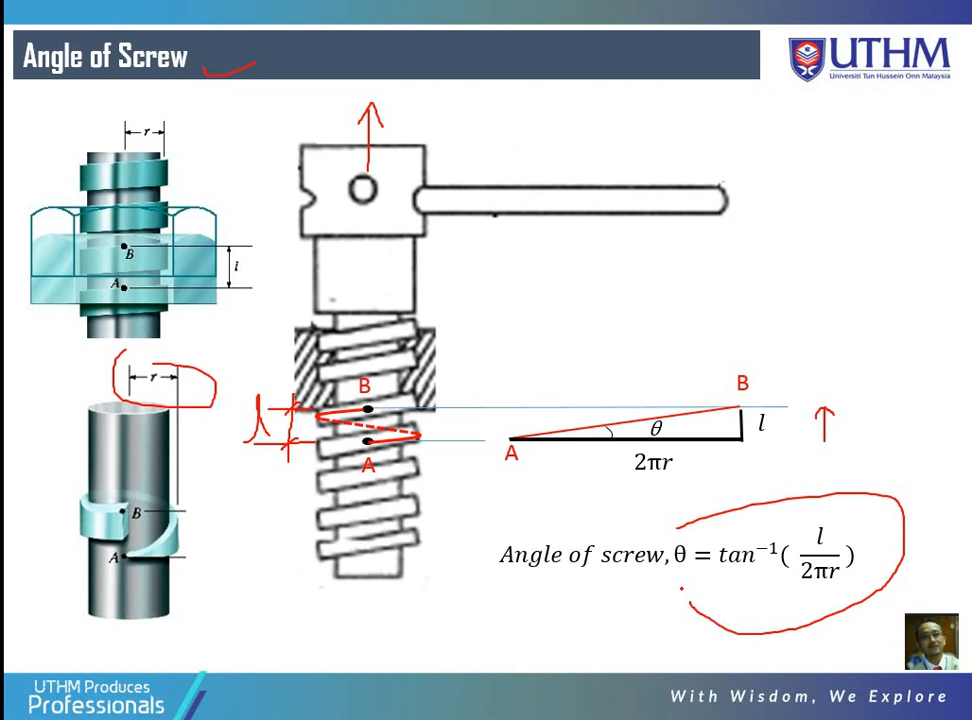 Angle of Screw
UTHM
Universiti Tun Hussein Onn Malaysia
r
B
A
l
r
B
A
B
A
l
B
θ
l
A
2πr
Angle of screw, θ = tan⁻¹( l / 2πr )
UTHM Produces
Professionals
With Wisdom, We Explore